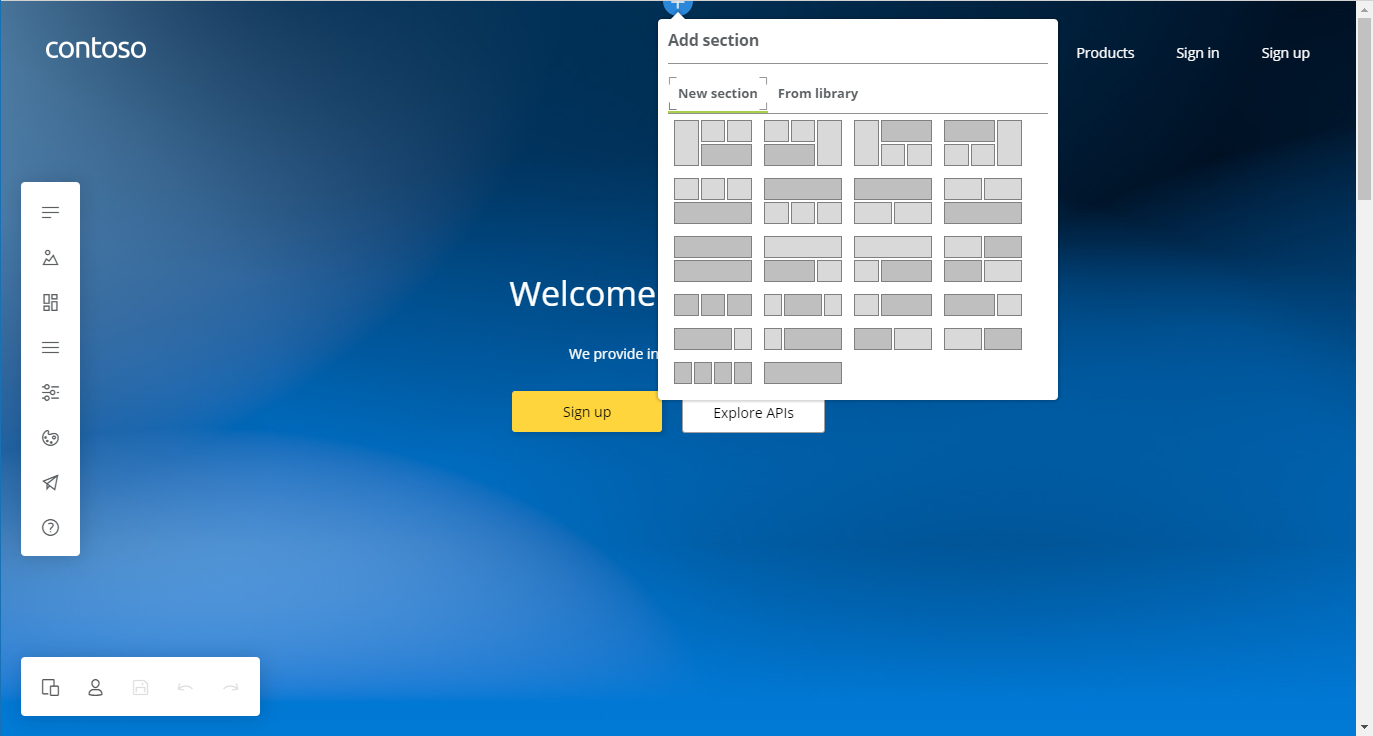 contoso
Add section
Products
Sign in
Sign up
New section
From library
Welcome
We provide in
Sign up
Explore APIs